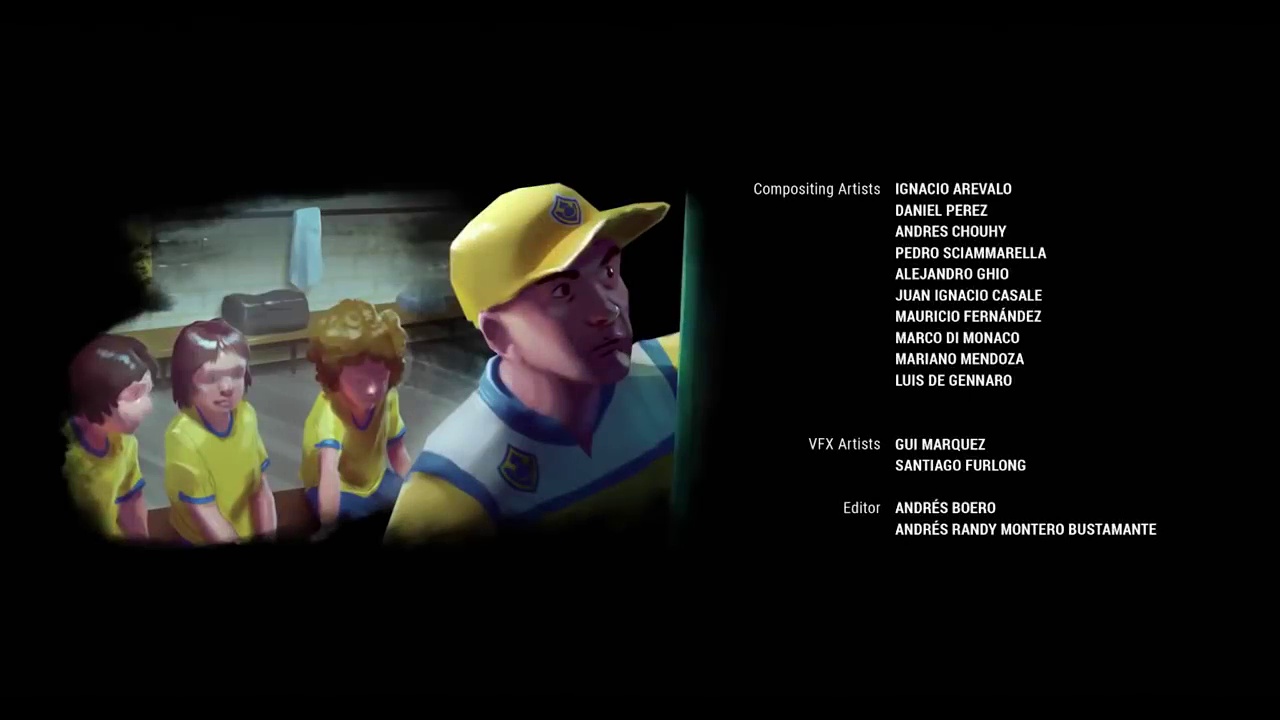 Compositing Artists IGNACIO AREVALO
DANIEL PEREZ
ANDRES CHOUHY
PEDRO SCIAMMARELLA
ALEJANDRO GHIO
JUAN IGNACIO CASALE
MAURICIO FERNÁNDEZ
MARCO DI MONACO
MARIANO MENDOZA
LUIS DE GENNARO
VFX Artists GUI MARQUEZ
SANTIAGO FURLONG
Editor ANDRÉS BOERO
ANDRÉS RANDY MONTERO BUSTAMANTE